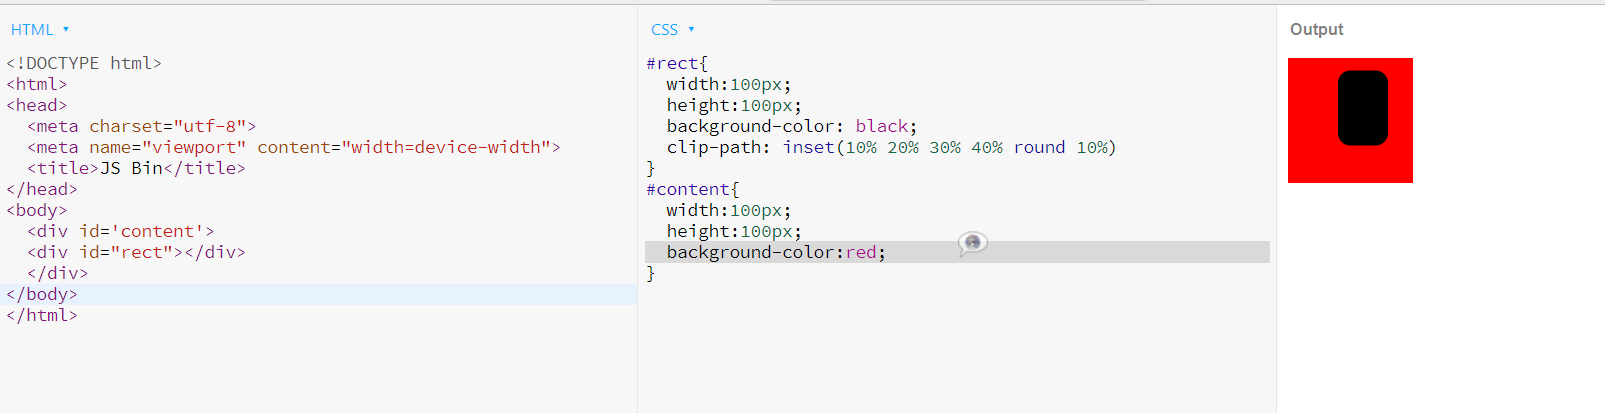 HTML ▾
<!DOCTYPE html>
<html>
<head>
  <meta charset="utf-8">
  <meta name="viewport" content="width=device-width">
  <title>JS Bin</title>
</head>
<body>
  <div id='content'>
  <div id="rect"></div>
  </div>
</body>
</html>
CSS ▾
#rect{
  width:100px;
  height:100px;
  background-color: black;
  clip-path: inset(10% 20% 30% 40% round 10%)
}
#content{
  width:100px;
  height:100px;
  background-color:red;
}
Output